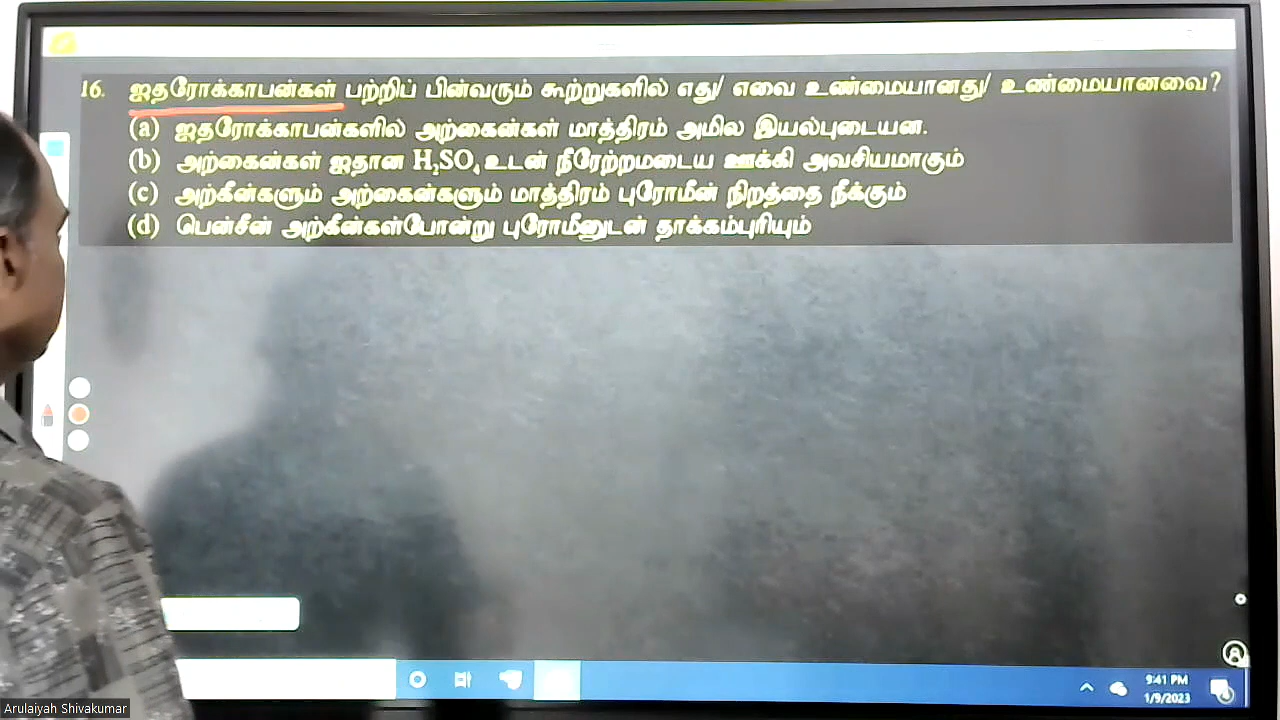 16. ஐதரோக்காபன்கள் பற்றிப் பின்வரும் கூற்றுகளில் எது/ எவை உண்மையானது/ உண்மையானவை?
(a) ஐதரோக்காபன்களில் அற்கைன்கள் மாத்திரம் அமில இயல்புடையன.
(b) அற்கைன்கள் ஐதான H₂SO₄ உடன் நீரேற்றமடைய ஊக்கி அவசியமாகும்
(c) அற்கீன்களும் அற்கைன்களும் மாத்திரம் புரோமீன் நிறத்தை நீக்கும்
(d) பென்சீன் அற்கீன்கள்போன்று புரோமீனுடன் தாக்கம்புரியும்
9:41 PM
1/9/2023
Arulaiyah Shivakumar